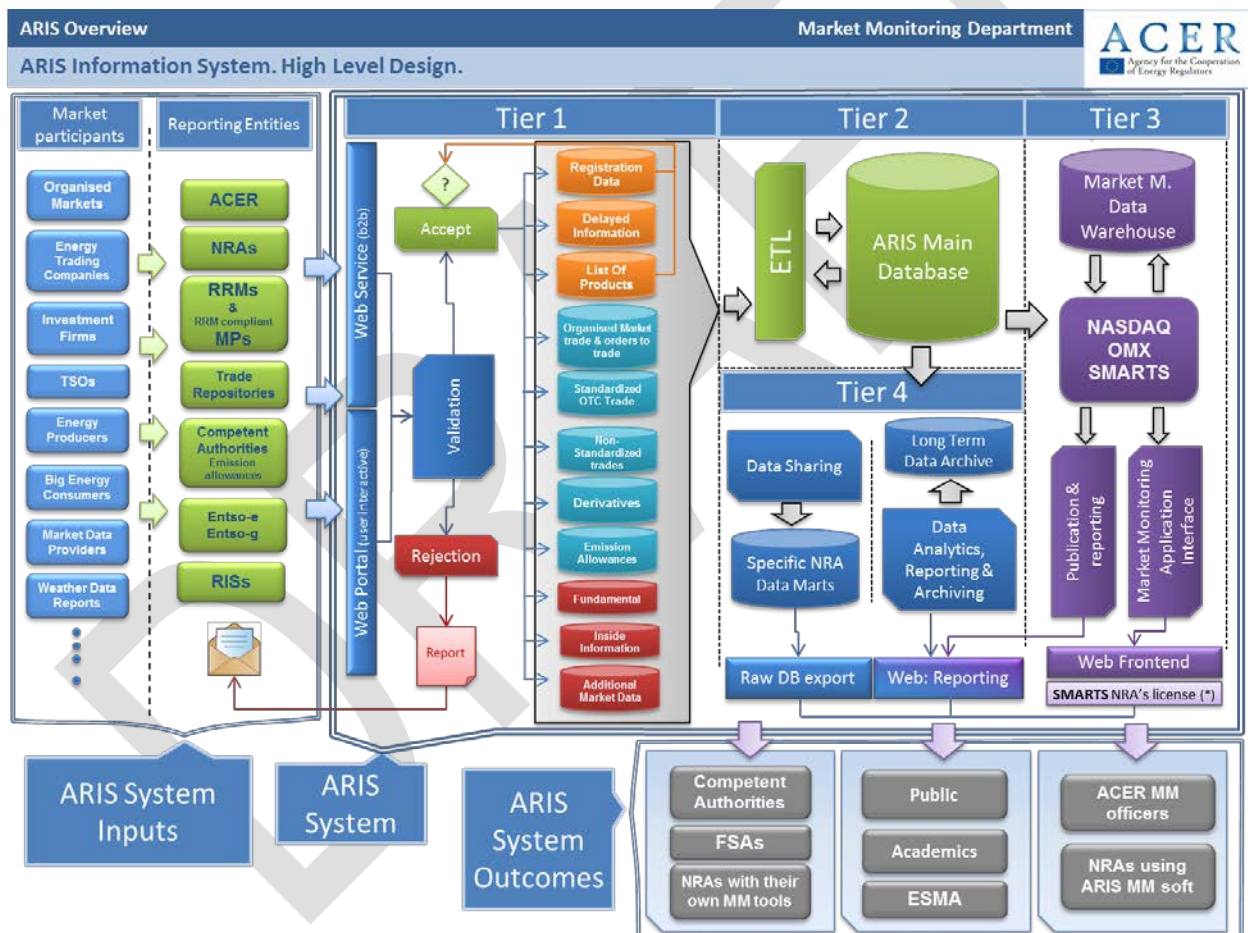 ARIS Overview
Market Monitoring Department
ACER
Agency for the Cooperation
of Energy Regulators
ARIS Information System. High Level Design.
Market
participants
Reporting Entities
Organised
Markets
Energy
Trading
Companies
Investment
Firms
TSOs
Energy
Producers
Big Energy
Consumers
Market Data
Providers
Weather Data
Reports
ACER
NRAs
RRMs
&
RRM compliant
MPs
Trade
Repositories
Competent
Authorities
Emission
allowances
Entso-e
Entso-g
RISs
Tier 1
Web Service (b2b)
Web Portal (user interactive)
?
Accept
Validation
Rejection
Report
Registration
Data
Delayed
Information
List Of
Products
Organised Market
trade & orders to
trade
Standardized
OTC Trade
Non-
Standardized
trades
Derivatives
Emission
Allowances
Fundamental
Inside
Information
Additional
Market Data
Tier 2
ETL
ARIS Main
Database
Tier 3
Market M.
Data
Warehouse
NASDAQ
OMX
SMARTS
Publication &
reporting
Market Monitoring
Application
Interface
Web Frontend
SMARTS NRA's license (*)
Tier 4
Data Sharing
Specific NRA
Data Marts
Long Term
Data Archive
Data
Analytics,
Reporting &
Archiving
Raw DB export
Web: Reporting
ARIS System
Inputs
ARIS
System
ARIS
System
Outcomes
Competent
Authorities
FSAs
NRAs with their
own MM tools
Public
Academics
ESMA
ACER MM
officers
NRAs using
ARIS MM soft
DRAFT